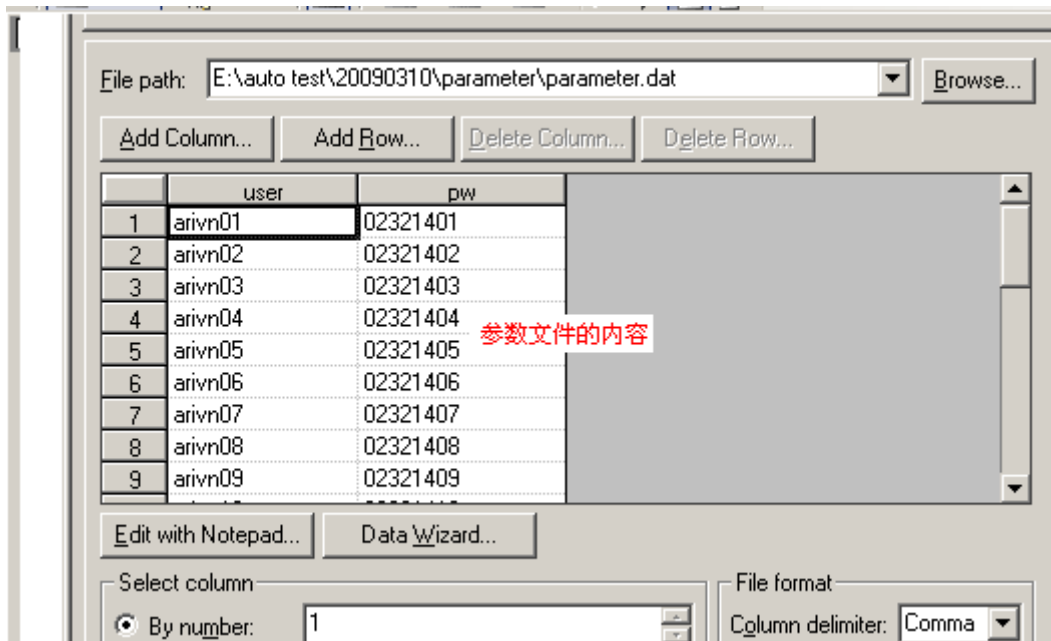 File path: E:\auto test\20090310\parameter\parameter.dat Browse...
Add Column... Add Row... Delete Column... Delete Row...
user pw
1 arivn01 02321401
2 arivn02 02321402
3 arivn03 02321403
4 arivn04 02321404
参数文件的内容
5 arivn05 02321405
6 arivn06 02321406
7 arivn07 02321407
8 arivn08 02321408
9 arivn09 02321409
Edit with Notepad... Data Wizard...
Select column File format
By number: 1 Column delimiter: Comma